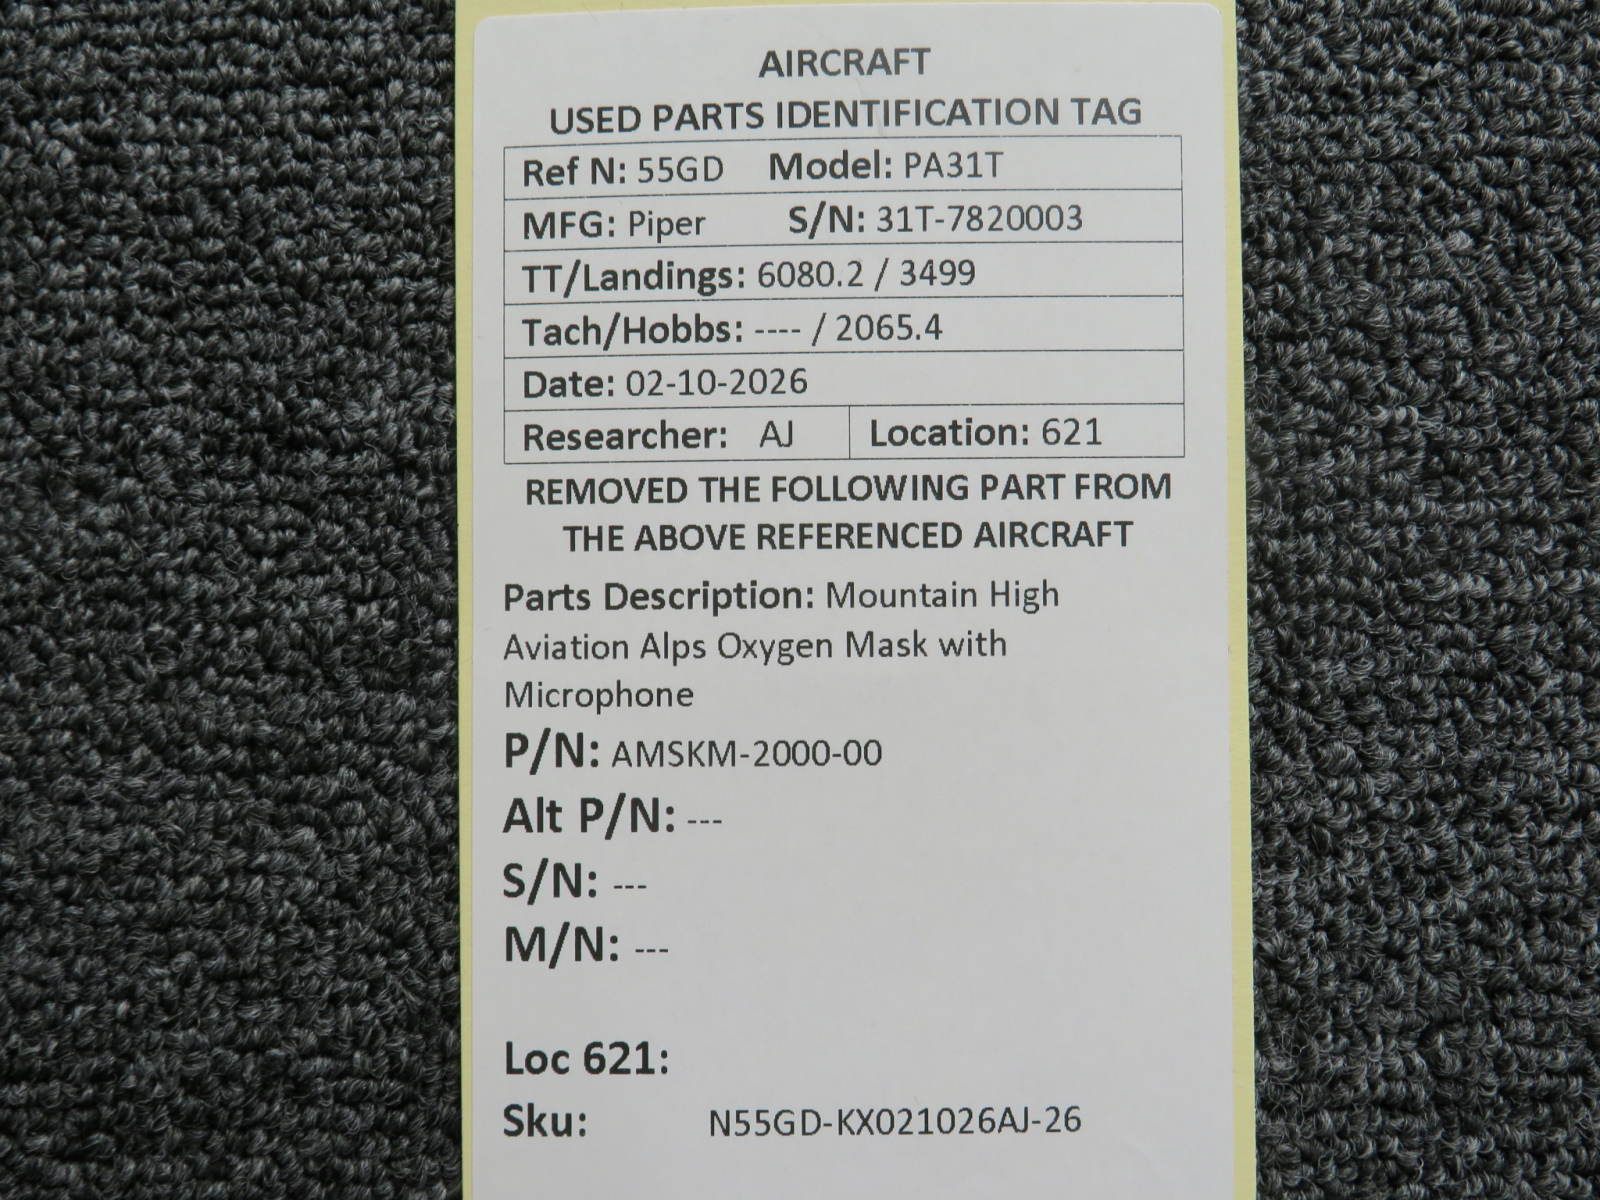 AIRCRAFT
USED PARTS IDENTIFICATION TAG
Ref N: 55GD Model: PA31T
MFG: Piper S/N: 31T-7820003
TT/Landings: 6080.2 / 3499
Tach/Hobbs: ---- / 2065.4
Date: 02-10-2026
Researcher: AJ Location: 621
REMOVED THE FOLLOWING PART FROM
THE ABOVE REFERENCED AIRCRAFT
Parts Description: Mountain High
Aviation Alps Oxygen Mask with
Microphone
P/N: AMSKM-2000-00
Alt P/N: ---
S/N: ---
M/N: ---
Loc 621:
Sku: N55GD-KX021026AJ-26